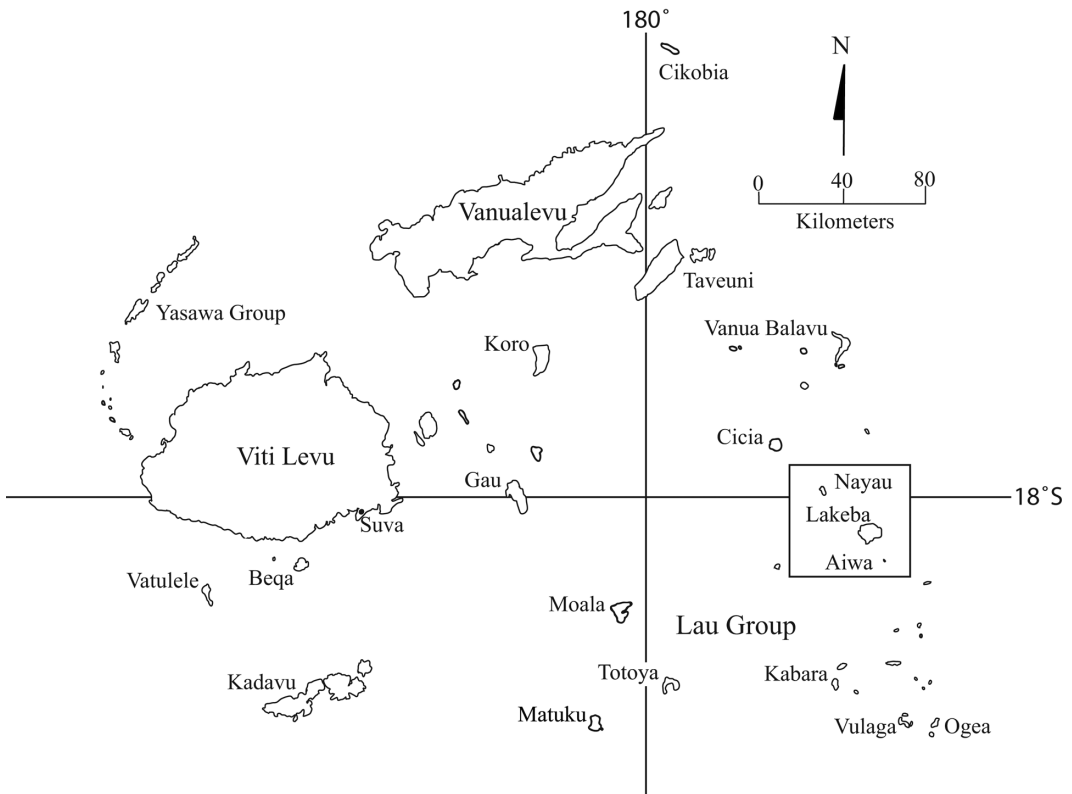 180°
Cikobia
N
0 40 80
Kilometers
Vanualevu
Taveuni
Yasawa Group
Vanua Balavu
Koro
Cicia
Viti Levu
Gau
Nayau
18°S
Lakeba
Suva
Aiwa
Beqa
Vatulele
Moala
Lau Group
Totoya
Kabara
Kadavu
Matuku
Vulaga
Ogea